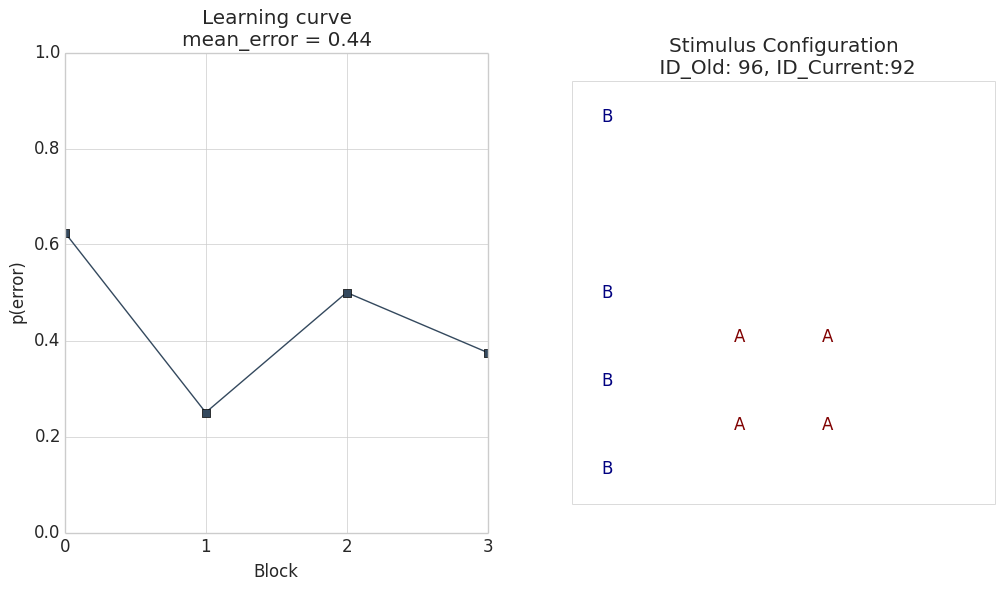 Learning curve
mean_error = 0.44
1.0
0.8
0.6
0.4
0.2
0.0
0 1 2 3
Block
p(error)
Stimulus Configuration
ID_Old: 96, ID_Current:92
B
B
A A
B
A A
B